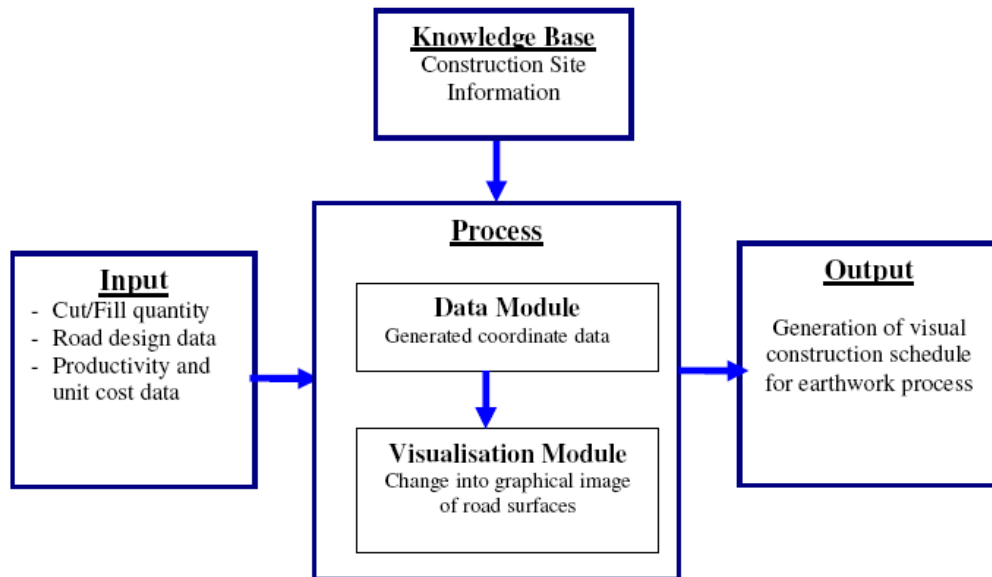 Knowledge Base
Construction Site
Information
Process
Input
- Cut/Fill quantity
- Road design data
- Productivity and
unit cost data
Data Module
Generated coordinate data
Visualisation Module
Change into graphical image
of road surfaces
Output
Generation of visual
construction schedule
for earthwork process